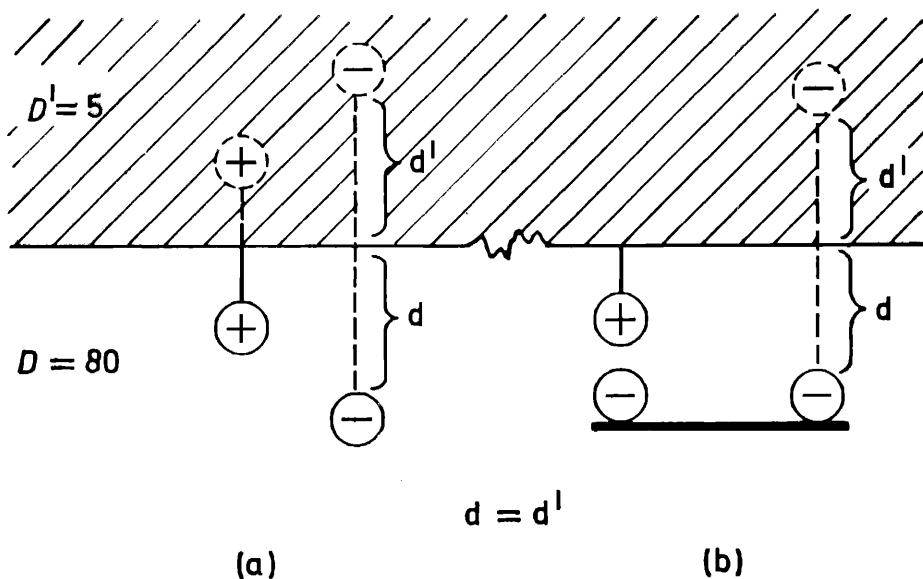 − −
D' = 5
+ d' d'
+ + d d
D = 80
− − −
d = d'
(a) (b)